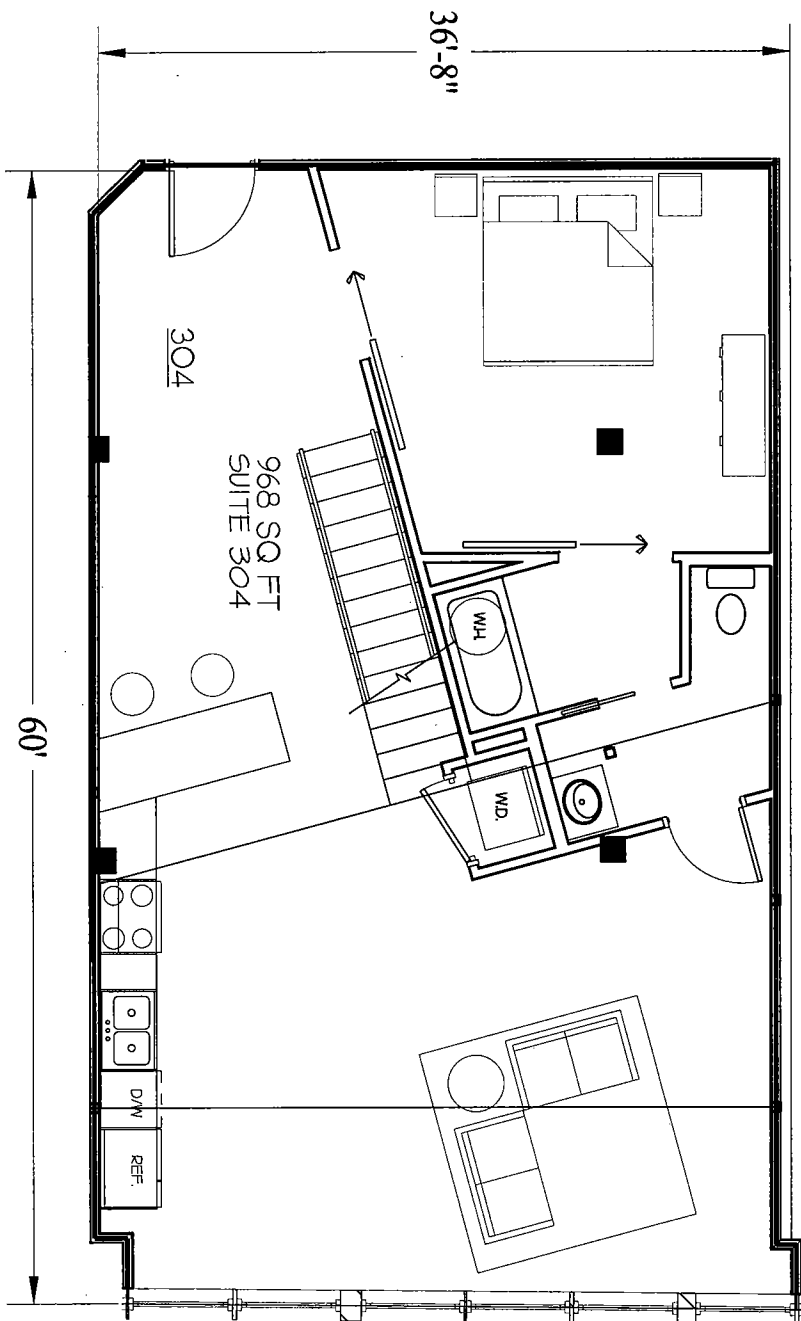 36'-8"
304
968 SQ FT
SUITE 304
W.H.
W.D.
60'
D/W
REF.